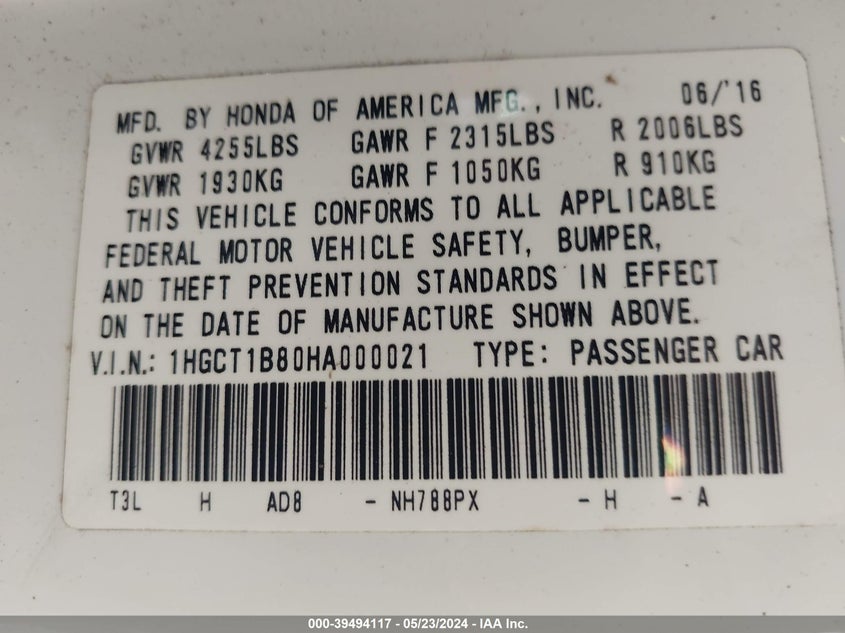 MFD. BY HONDA OF AMERICA MFG., INC. 06/'16
GVWR 4255LBS GAWR F 2315LBS R 2006LBS
GVWR 1930KG GAWR F 1050KG R 910KG
THIS VEHICLE CONFORMS TO ALL APPLICABLE
FEDERAL MOTOR VEHICLE SAFETY, BUMPER,
AND THEFT PREVENTION STANDARDS IN EFFECT
ON THE DATE OF MANUFACTURE SHOWN ABOVE.
V.I.N.: 1HGCT1B80HA000021 TYPE: PASSENGER CAR
T3L H AD8 - NH788PX - H - A
000-39494117 - 05/23/2024 - IAA Inc.